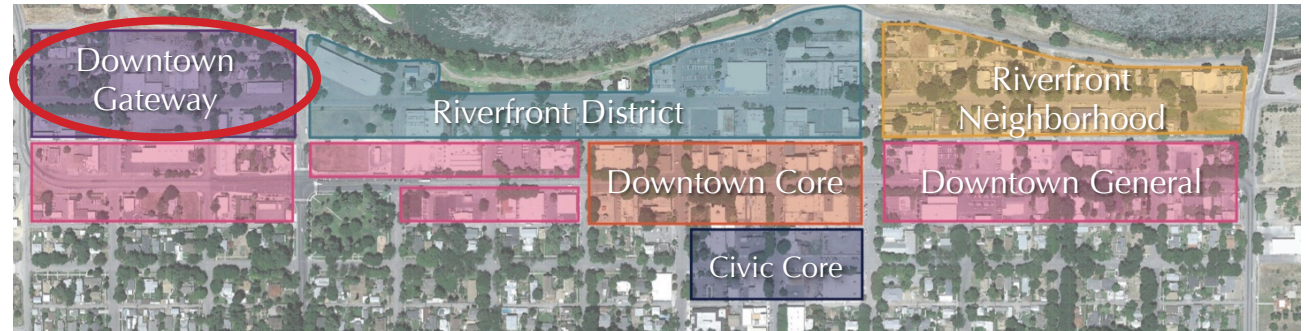 Downtown
Gateway
Riverfront District
Riverfront
Neighborhood
Downtown Core
Downtown General
Civic Core